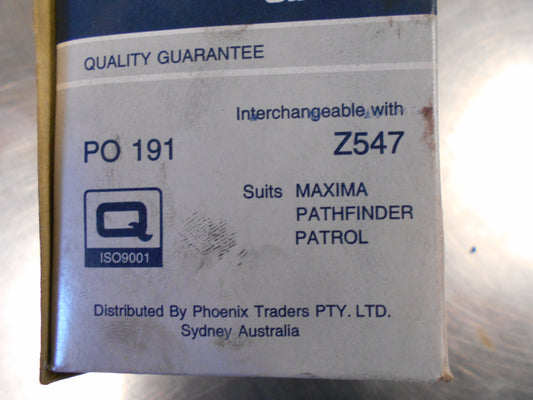 QUALITY GUARANTEE
Interchangeable with
PO 191
Z547
Q
ISO9001
Suits MAXIMA
PATHFINDER
PATROL
Distributed By Phoenix Traders PTY. LTD.
Sydney Australia